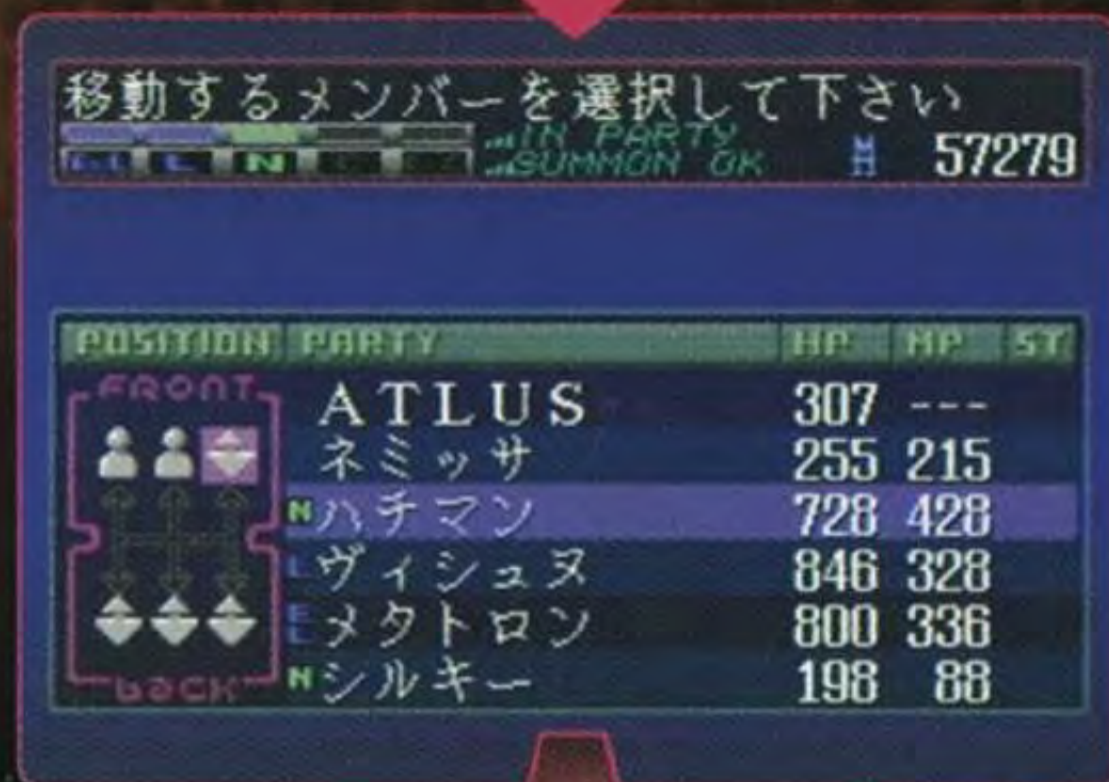 移動するメンバーを選択して下さい
IN PARTY
SUMMON OK
57279
POSITION PARTY HP MP ST
FRONT
ATLUS 307 ---
ネミッサ 255 215
N ハチマン 728 428
L ヴィシュヌ 846 328
メタトロン 800 336
N シルキー 198 88
BACK